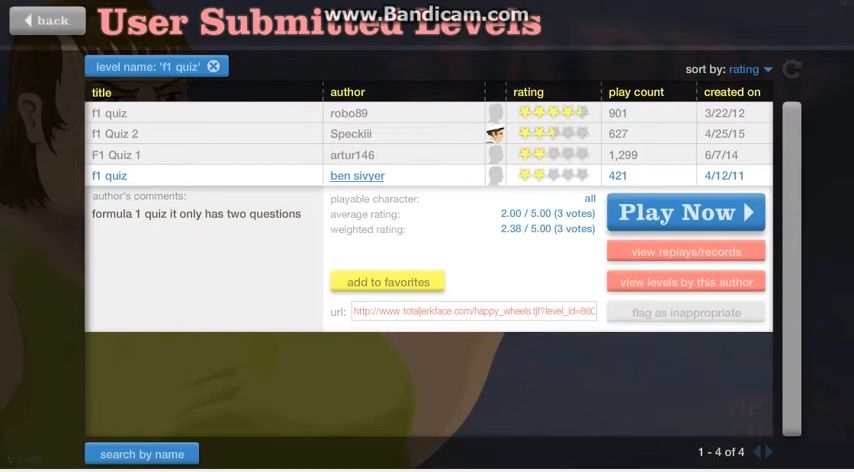 back
User Submitted Levels
www.Bandicam.com
level name: 'f1 quiz'
sort by: rating
title author rating play count created on
f1 quiz robo89 901 3/22/12
f1 Quiz 2 Speckiii 627 4/25/15
F1 Quiz 1 artur146 1,299 6/7/14
f1 quiz ben sivyer 421 4/12/11
author's comments:
formula 1 quiz it only has two questions
playable character: all
average rating: 2.00 / 5.00 (3 votes)
weighted rating: 2.38 / 5.00 (3 votes)
Play Now
view replays/records
add to favorites
view levels by this author
url: http://www.totaljerkface.com/happy_wheels.tjf?level_id=860
flag as inappropriate
search by name
1 - 4 of 4